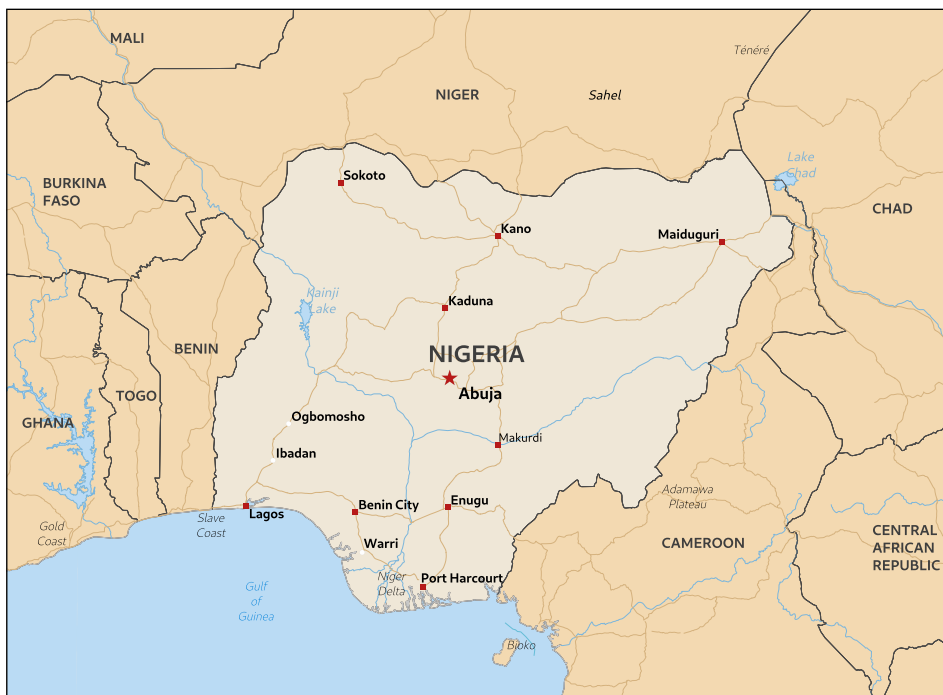 MALI
Ténéré
NIGER
Sahel
Lake
Chad
Sokoto
BURKINA
FASO
CHAD
Kano
Maiduguri
Kainji
Lake
Kaduna
BENIN
NIGERIA
Abuja
TOGO
GHANA
Ogbomosho
Makurdi
Ibadan
Adamawa
Plateau
Enugu
Benin City
Lagos
Slave
Coast
Gold
Coast
CENTRAL
AFRICAN
REPUBLIC
CAMEROON
Warri
Niger
Delta
Port Harcourt
Gulf
of
Guinea
Bioko